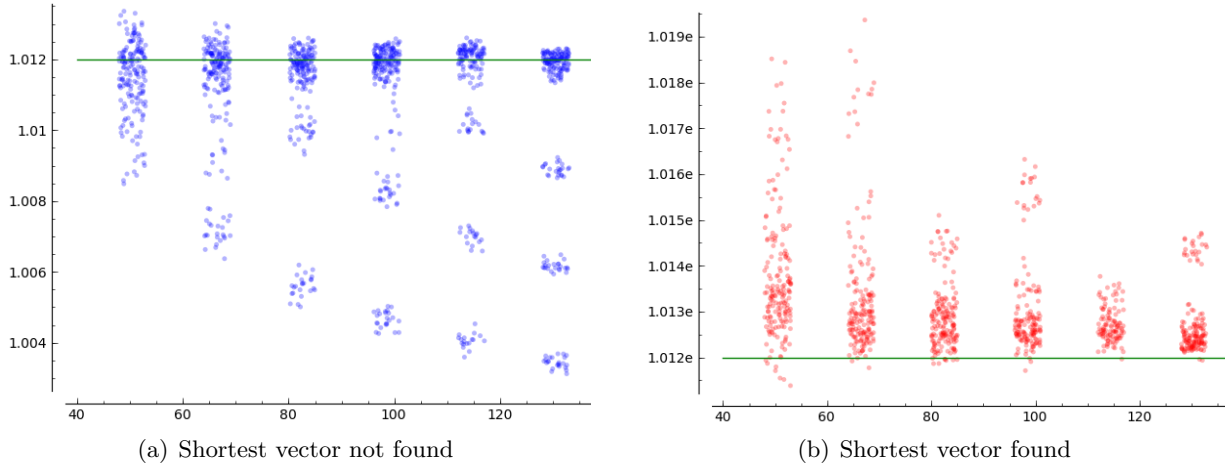 1.012
1.01
1.008
1.006
1.004
40 60 80 100 120
(a) Shortest vector not found
1.019e
1.018e
1.017e
1.016e
1.015e
1.014e
1.013e
1.012e
40 60 80 100 120
(b) Shortest vector found